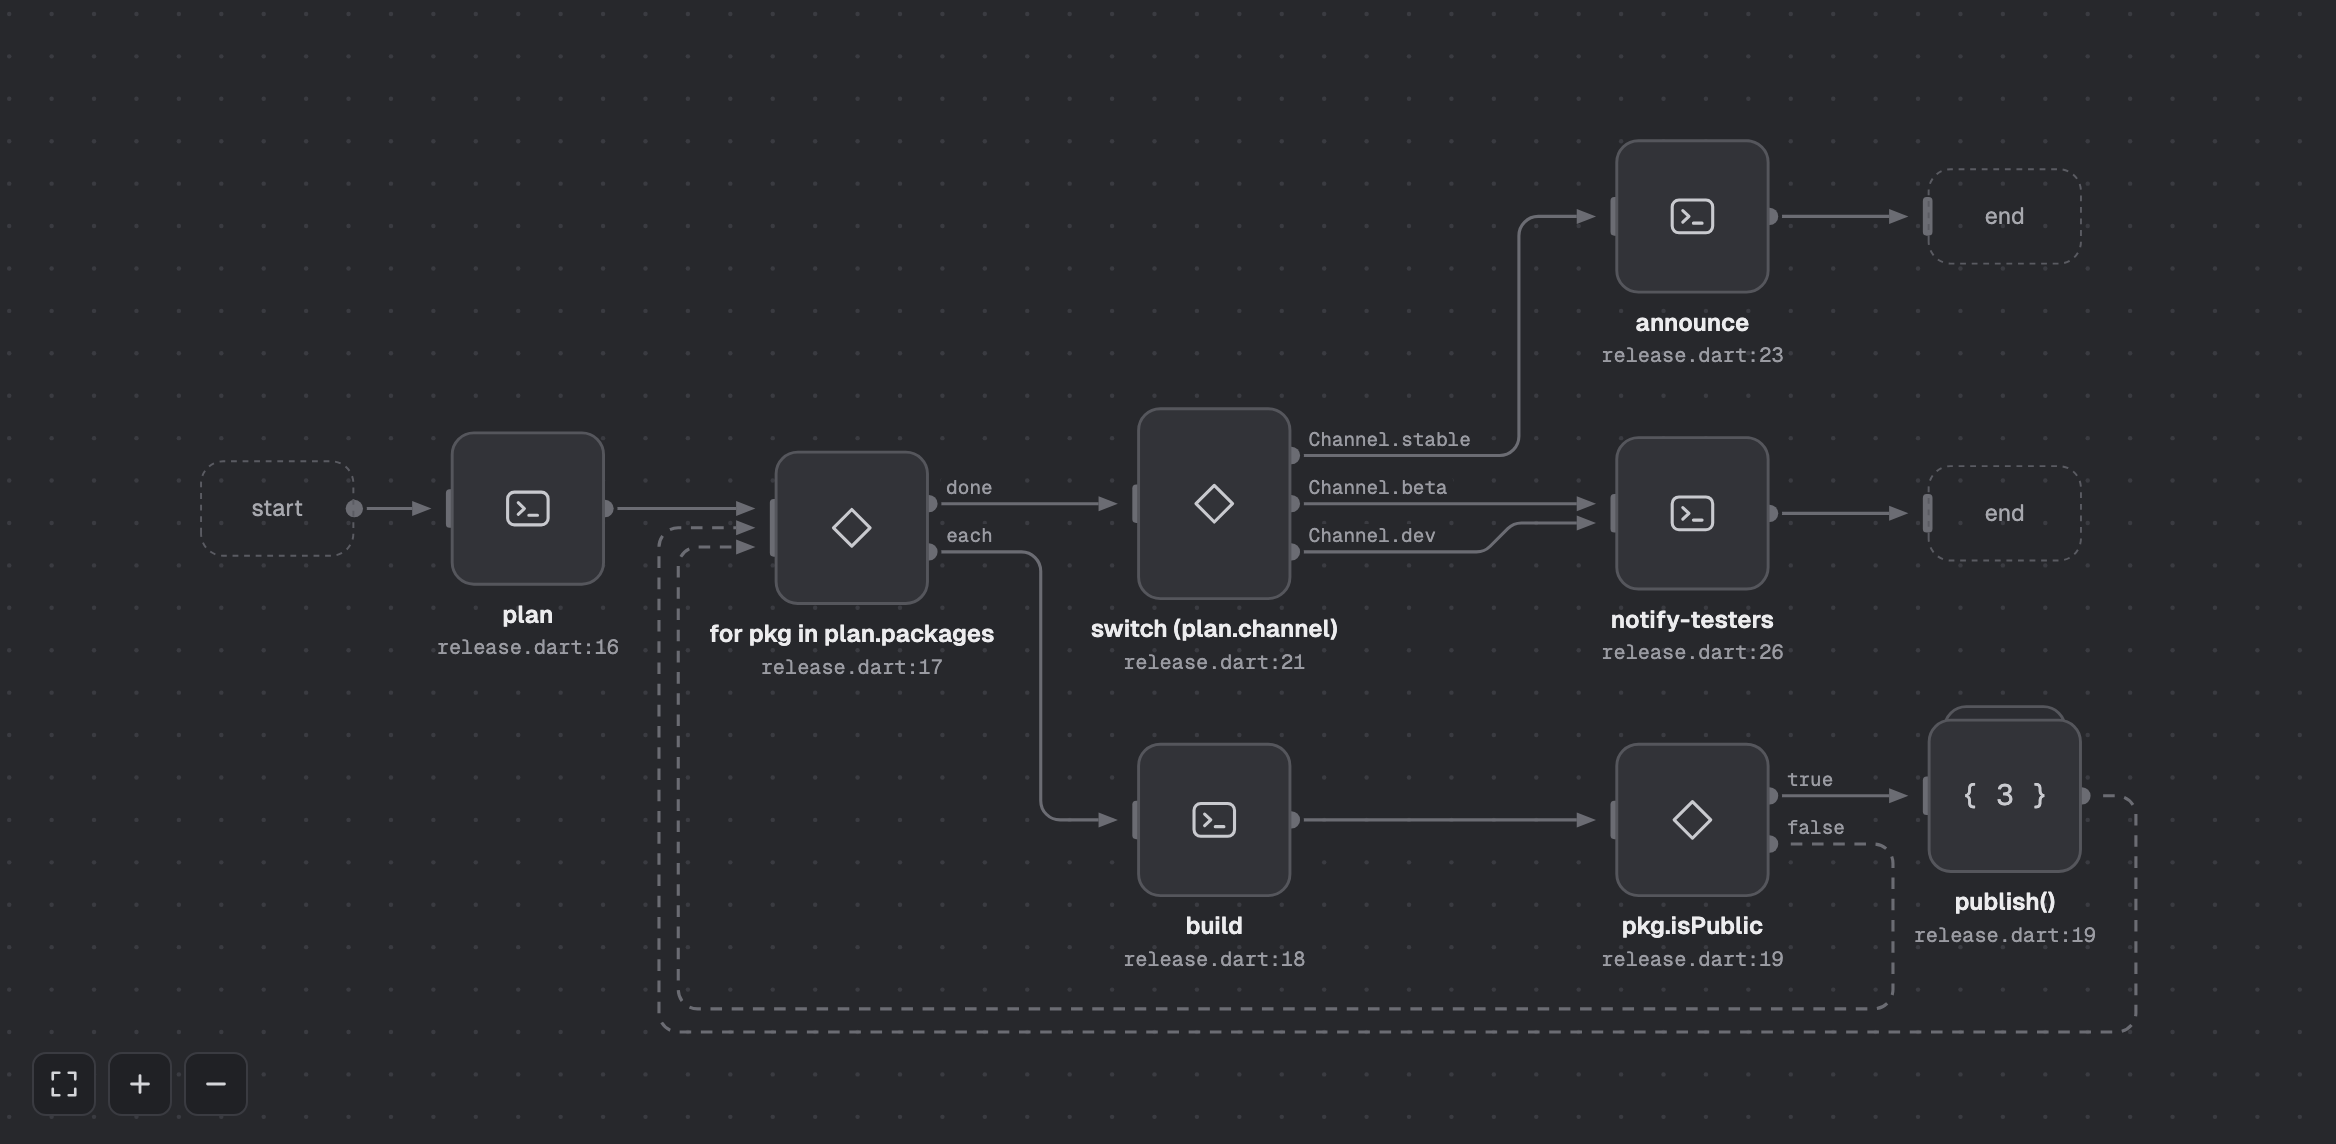 announce
release.dart:23
end
start
plan
release.dart:16
for pkg in plan.packages
release.dart:17
done
each
switch (plan.channel)
release.dart:21
Channel.stable
Channel.beta
Channel.dev
notify-testers
release.dart:26
end
build
release.dart:18
pkg.isPublic
release.dart:19
true
false
{ 3 }
publish()
release.dart:19